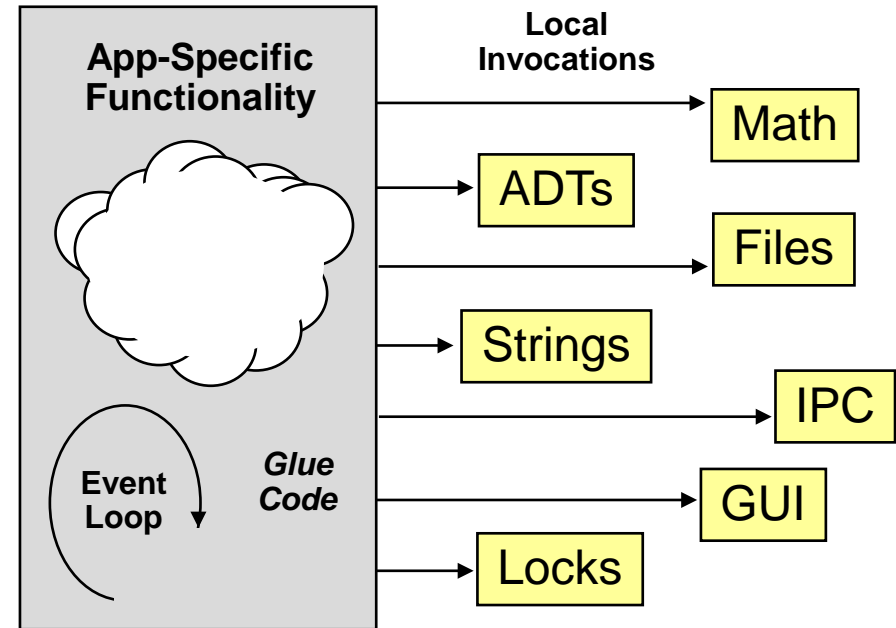 App-Specific
Functionality
Local
Invocations
Math
ADTs
Files
Strings
IPC
Event
Loop
Glue
Code
GUI
Locks